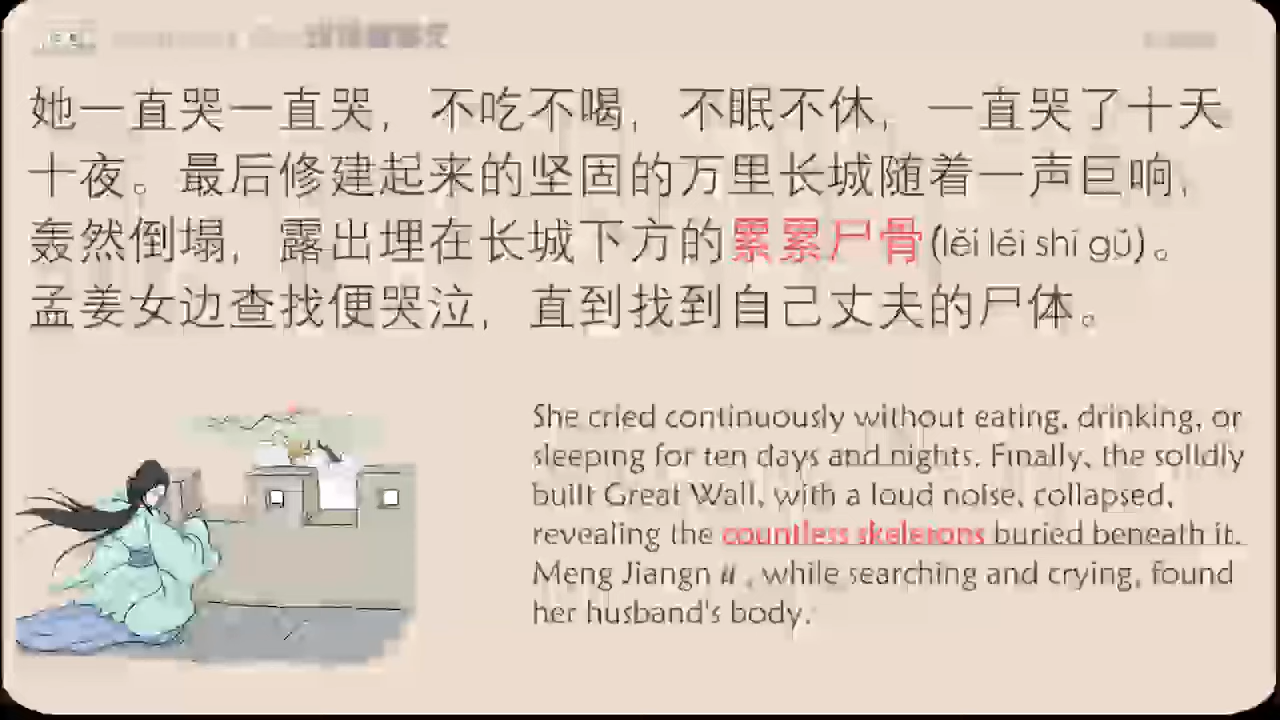 她一直哭一直哭，不吃不喝，不眠不休，一直哭了十天
十夜。最后修建起来的坚固的万里长城随着一声巨响，
轰然倒塌，露出埋在长城下方的累累尸骨(lěi lěi shī gǔ)。
孟姜女边查找便哭泣，直到找到自己丈夫的尸体。
She cried continuously without eating, drinking, or
sleeping for ten days and nights. Finally, the solidly
built Great Wall, with a loud noise, collapsed,
revealing the countless skeletons buried beneath it.
Meng Jiangn ü , while searching and crying, found
her husband's body.